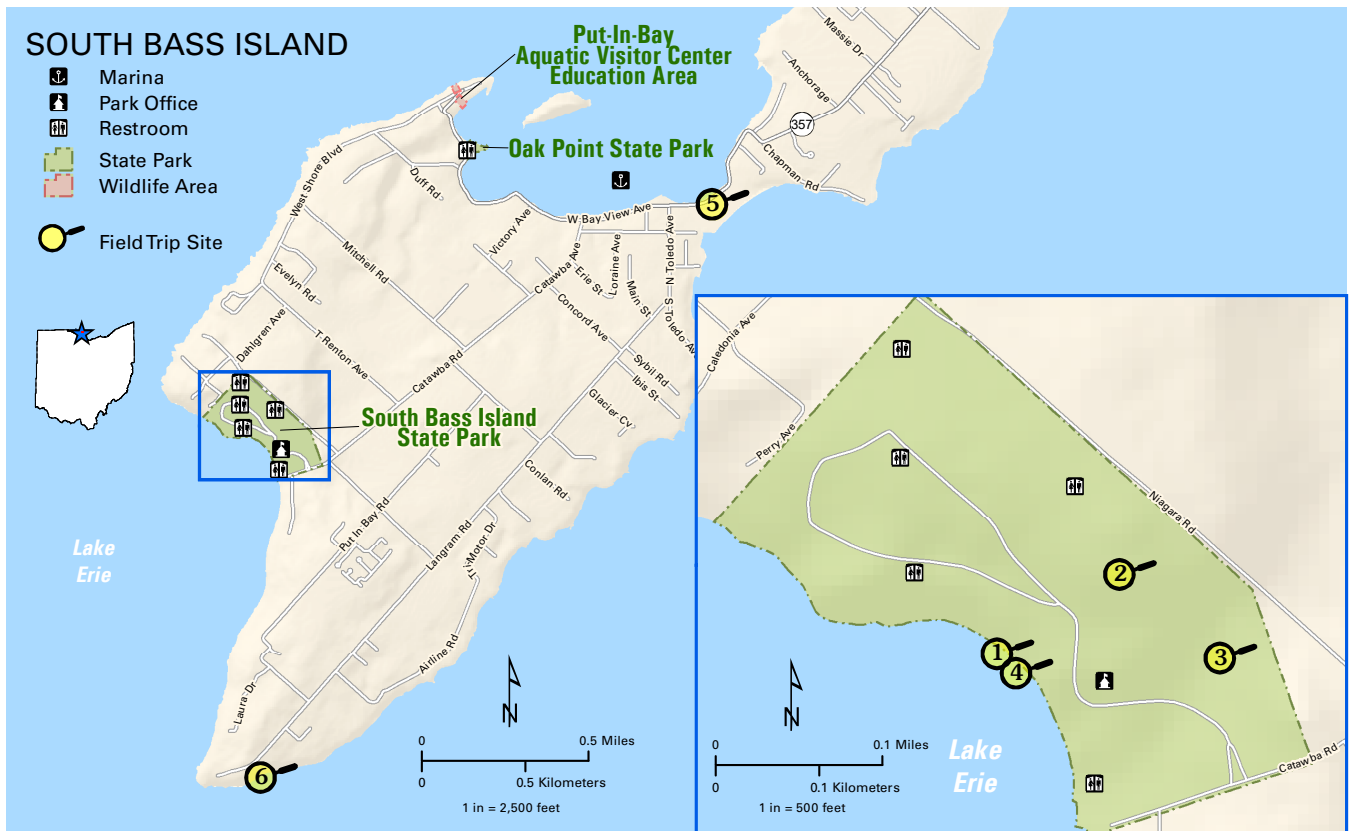 SOUTH BASS ISLAND
Marina
Park Office
Restroom
State Park
Wildlife Area
Field Trip Site
Put-In-Bay
Aquatic Visitor Center
Education Area
Oak Point State Park
South Bass Island
State Park
Massie Dr
Anchorage
357
Chapman Rd
West Shore Blvd
Duff Rd
W Bay View Ave
Victory Ave
Mitchell Rd
Catawba Ave
Erie St
Loraine Ave
Main St
N Toledo Ave
S Toledo Av
Evelyn Rd
Concord Ave
Dahlgren Ave
T Renton Ave
Catawba Rd
Sybil Rd
Ibis St
Glacier Cv
Conlan Rd
Put In Bay Rd
Langram Rd
Tri-Motor Dr
Airline Rd
Laura Dr
Lake
Erie
5
6
N
0
0.5 Miles
0
0.5 Kilometers
1 in = 2,500 feet
Caledonia Ave
Perry Ave
Niagara Rd
2
1
3
4
N
0
0.1 Miles
0
0.1 Kilometers
1 in = 500 feet
Lake
Erie
Catawba Rd